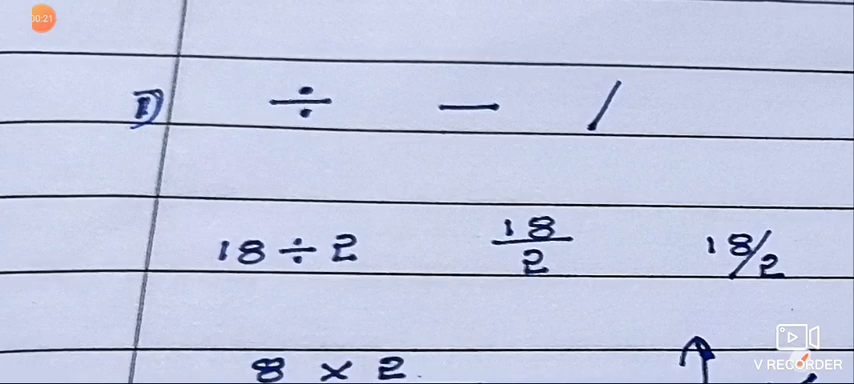 00:21
1) ÷ — /
18 ÷ 2 18/2 18/2
8 × 2
V RECORDER